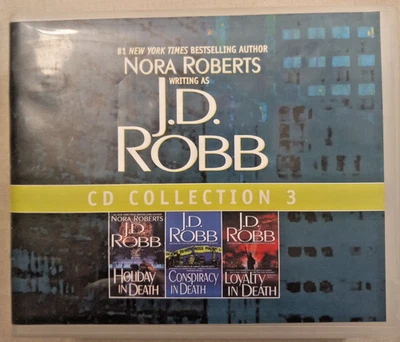 #1 NEW YORK TIMES BESTSELLING AUTHOR
NORA ROBERTS
WRITING AS
J.D.
ROBB
CD COLLECTION 3
NORA ROBERTS
J.D.
ROBB
HOLIDAY
IN DEATH
J.D.
ROBB
CONSPIRACY
IN DEATH
J.D.
ROBB
LOYALTY
IN DEATH